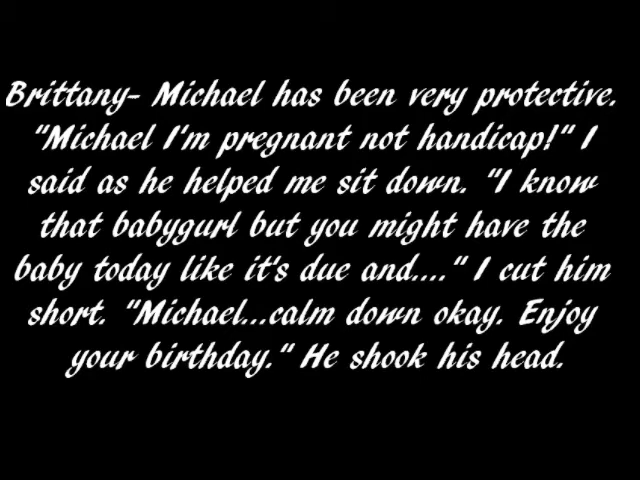 Brittany- Michael has been very protective.
"Michael I'm pregnant not handicap!" I
said as he helped me sit down. "I know
that babygurl but you might have the
baby today like it's due and...." I cut him
short. "Michael...calm down okay. Enjoy
your birthday." He shook his head.